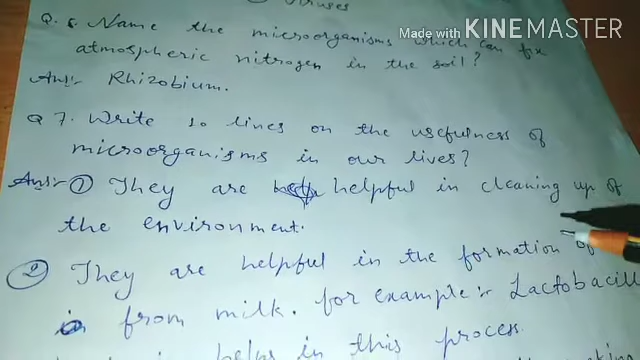 Viruses
Made with KINEMASTER
Q. 6. Name the microorganisms which can fix
atmospheric nitrogen in the soil?
Ans:- Rhizobium.
Q 7. Write 10 lines on the usefulness of
microorganisms in our lives?
Ans:- ① They are helpful in cleaning up of
the environment.
② They are helpful in the formation of
from milk. for example:- Lactobacill
helps in this process.